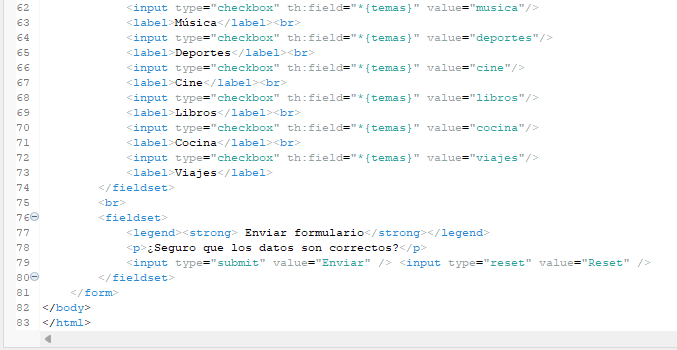 62 <input type="checkbox" th:field="*{temas}" value="musica"/>
63 <label>Música</label><br>
64 <input type="checkbox" th:field="*{temas}" value="deportes"/>
65 <label>Deportes</label><br>
66 <input type="checkbox" th:field="*{temas}" value="cine"/>
67 <label>Cine</label><br>
68 <input type="checkbox" th:field="*{temas}" value="libros"/>
69 <label>Libros</label><br>
70 <input type="checkbox" th:field="*{temas}" value="cocina"/>
71 <label>Cocina</label><br>
72 <input type="checkbox" th:field="*{temas}" value="viajes"/>
73 <label>Viajes</label>
74 </fieldset>
75 <br>
76 <fieldset>
77 <legend><strong> Enviar formulario</strong></legend>
78 <p>¿Seguro que los datos son correctos?</p>
79 <input type="submit" value="Enviar" /> <input type="reset" value="Reset" />
80 </fieldset>
81 </form>
82 </body>
83 </html>